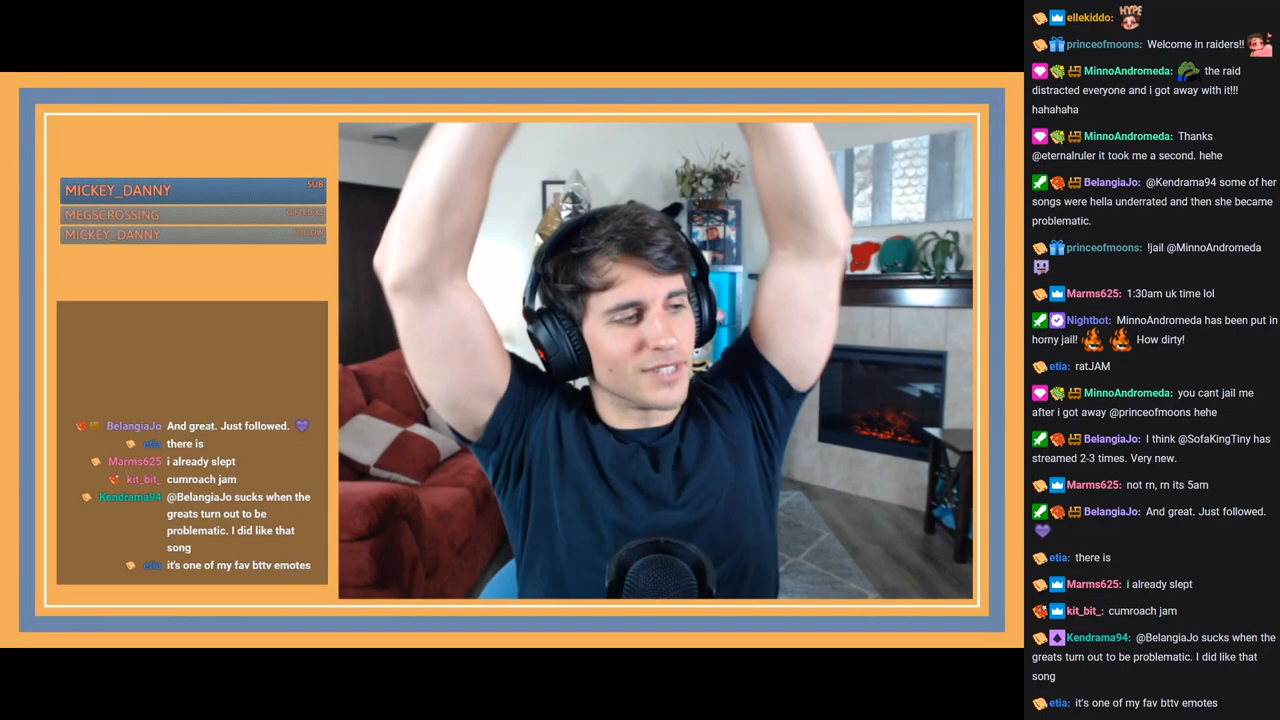 MICKEY_DANNY
SUB
MEGSCROSSING
MICKEY_DANNY
FOLLOW
BelangiaJo And great. Just followed.
etia there is
Marms625 i already slept
kit_bit_ cumroach jam
Kendrama94 @BelangiaJo sucks when the
greats turn out to be
problematic. I did like that
song
etia it's one of my fav bttv emotes
ellekiddo: HYPE
princeofmoons: Welcome in raiders!!
MinnoAndromeda: the raid
distracted everyone and i got away with it!!!
hahahaha
MinnoAndromeda: Thanks
@eternalruler it took me a second. hehe
BelangiaJo: @Kendrama94 some of her
songs were hella underrated and then she became
problematic.
princeofmoons: !jail @MinnoAndromeda
Marms625: 1:30am uk time lol
Nightbot: MinnoAndromeda has been put in
horny jail! How dirty!
etia: ratJAM
MinnoAndromeda: you cant jail me
after i got away @princeofmoons hehe
BelangiaJo: I think @SofaKingTiny has
streamed 2-3 times. Very new.
Marms625: not rn, rn its 5am
BelangiaJo: And great. Just followed.
etia: there is
Marms625: i already slept
kit_bit_: cumroach jam
Kendrama94: @BelangiaJo sucks when the
greats turn out to be problematic. I did like that
song
etia: it's one of my fav bttv emotes